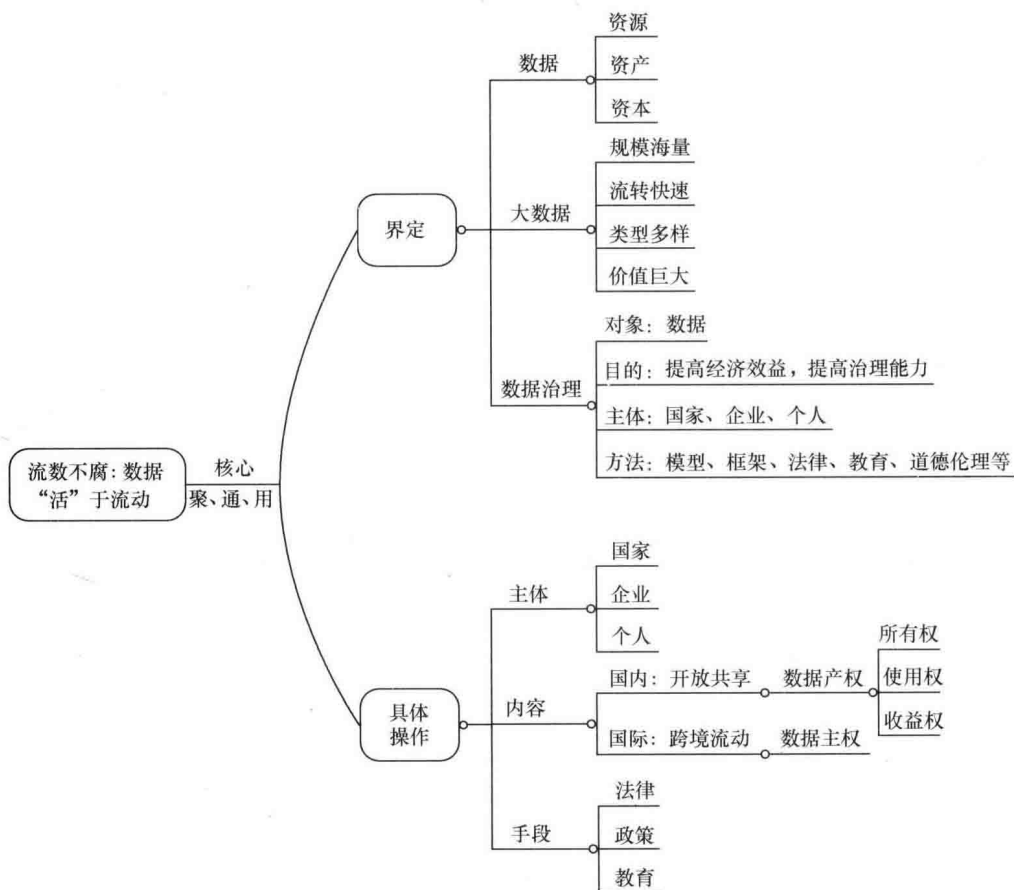 流数不腐：数据
“活”于流动
核心
聚、通、用
界定
数据
资源
资产
资本
大数据
规模海量
流转快速
类型多样
价值巨大
数据治理
对象：数据
目的：提高经济效益，提高治理能力
主体：国家、企业、个人
方法：模型、框架、法律、教育、道德伦理等
具体
操作
主体
国家
企业
个人
内容
国内：开放共享
数据产权
所有权
使用权
收益权
国际：跨境流动
数据主权
手段
法律
政策
教育